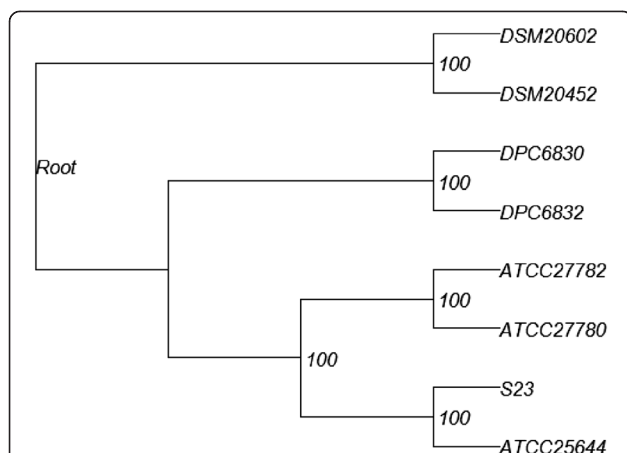 DSM20602
100
DSM20452
DPC6830
Root
100
DPC6832
ATCC27782
100
ATCC27780
100
S23
100
ATCC25644